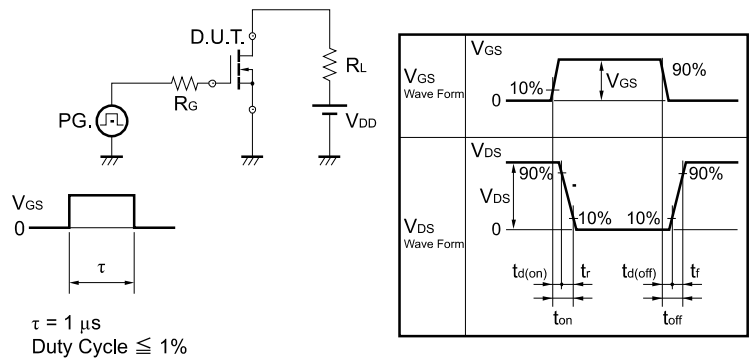 D.U.T.
RL
RG
PG.
VDD
VGS
0
τ
τ = 1 μs
Duty Cycle ≦ 1%
VGS
Wave Form
VGS
10%
VGS
90%
0
VDS
Wave Form
VDS
90%
VDS
10%
10%
90%
0
td(on)
tr
td(off)
tf
ton
toff